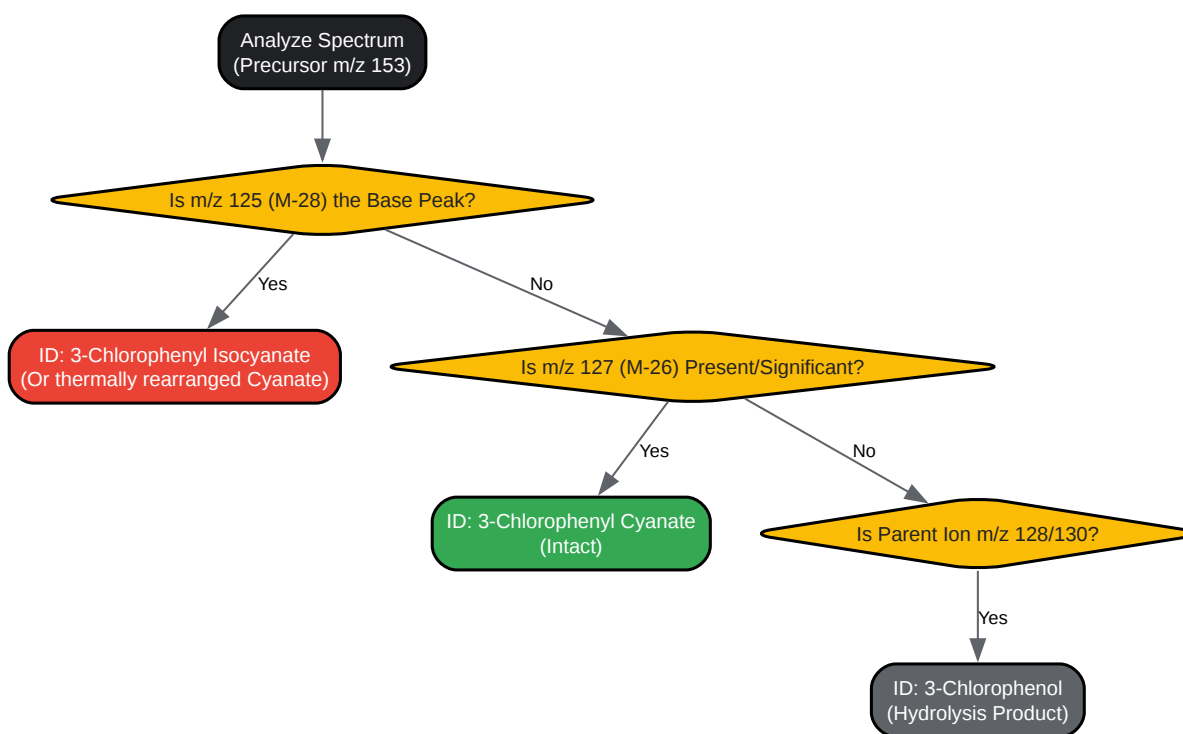 Analyze Spectrum
(Precursor m/z 153)
Is m/z 125 (M-28) the Base Peak?
Yes
No
ID: 3-Chlorophenyl Isocyanate
(Or thermally rearranged Cyanate)
Is m/z 127 (M-26) Present/Significant?
Yes
No
ID: 3-Chlorophenyl Cyanate
(Intact)
Is Parent Ion m/z 128/130?
Yes
ID: 3-Chlorophenol
(Hydrolysis Product)